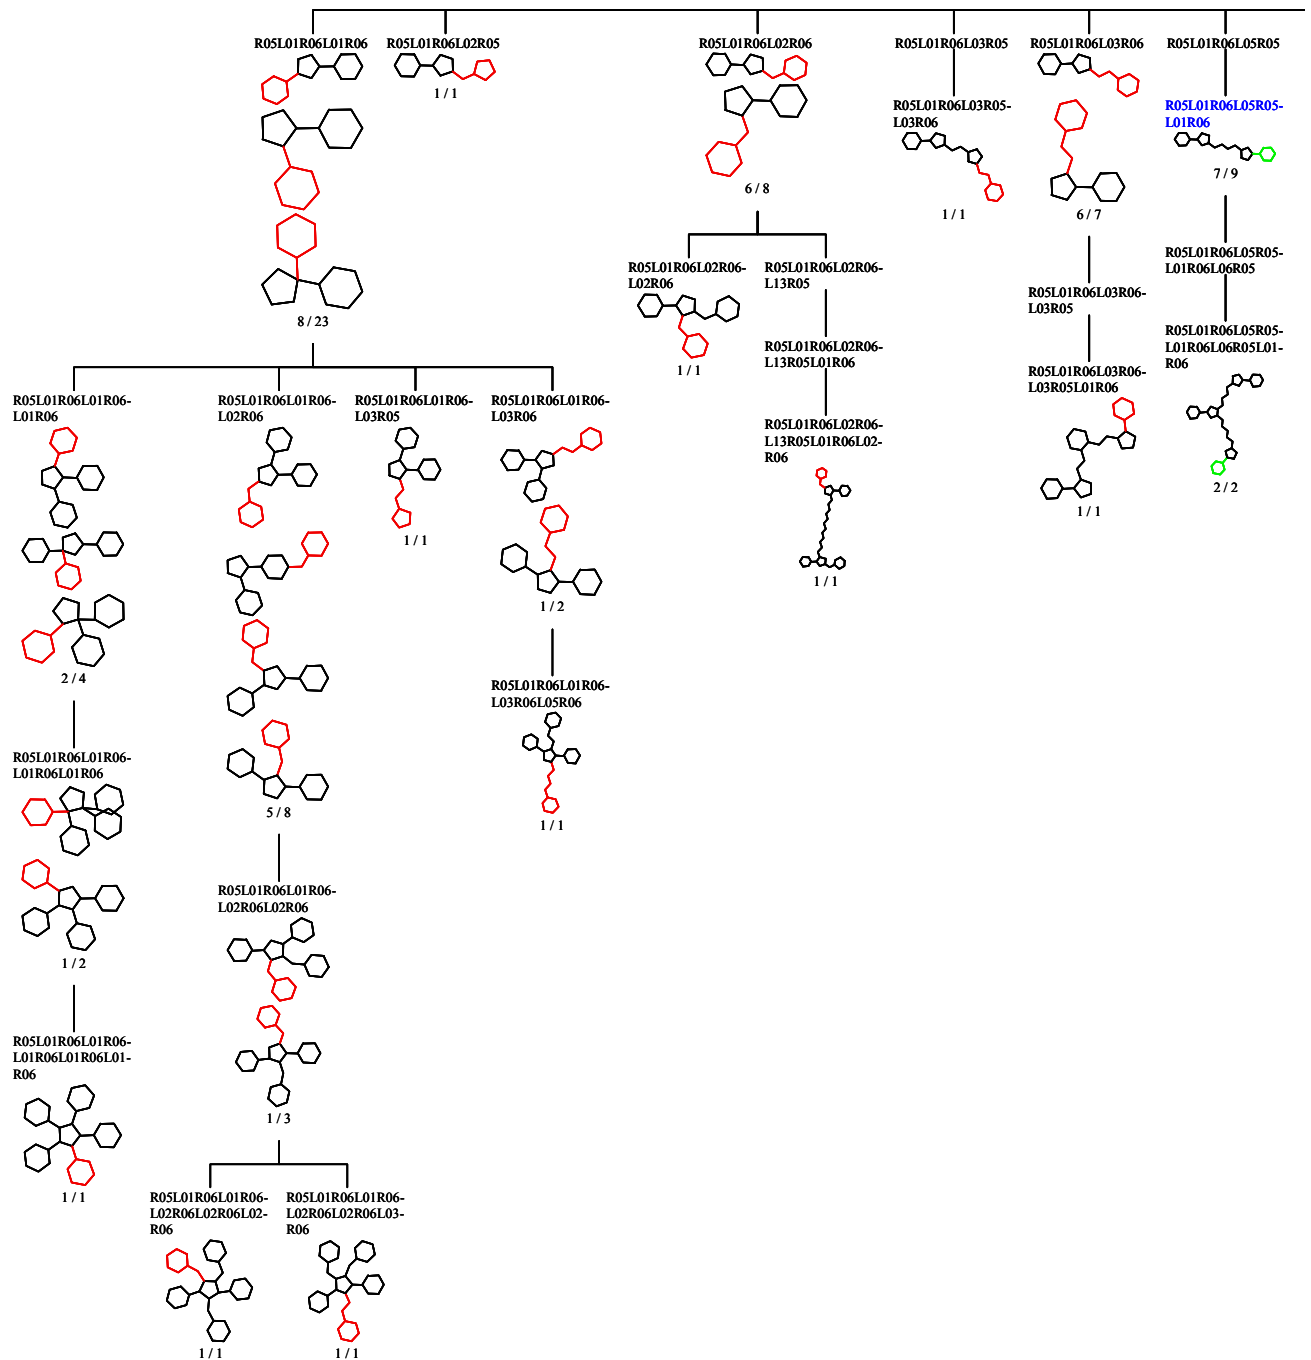 R05L01R06L01R06
8 / 23
R05L01R06L02R05
1 / 1
R05L01R06L02R06
6 / 8
R05L01R06L03R05
R05L01R06L03R05-
L03R06
1 / 1
R05L01R06L03R06
6 / 7
R05L01R06L05R05
R05L01R06L05R05-
L01R06
7 / 9
R05L01R06L02R06-
L02R06
1 / 1
R05L01R06L02R06-
L13R05
R05L01R06L02R06-
L13R05L01R06
R05L01R06L02R06-
L13R05L01R06L02-
R06
1 / 1
R05L01R06L03R06-
L03R05
R05L01R06L03R06-
L03R05L01R06
1 / 1
R05L01R06L05R05-
L01R06L06R05
R05L01R06L05R05-
L01R06L06R05L01-
R06
2 / 2
R05L01R06L01R06-
L01R06
2 / 4
R05L01R06L01R06-
L02R06
5 / 8
R05L01R06L01R06-
L03R05
1 / 1
R05L01R06L01R06-
L03R06
1 / 2
R05L01R06L01R06-
L03R06L05R06
1 / 1
R05L01R06L01R06-
L01R06L01R06
1 / 2
R05L01R06L01R06-
L02R06L02R06
1 / 3
R05L01R06L01R06-
L01R06L01R06L01-
R06
1 / 1
R05L01R06L01R06-
L02R06L02R06L02-
R06
1 / 1
R05L01R06L01R06-
L02R06L02R06L03-
R06
1 / 1